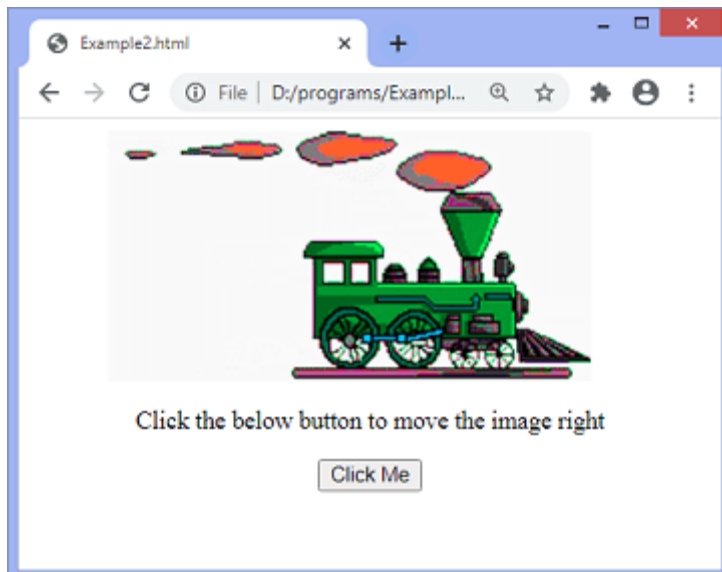 Example2.html
File D:/programs/Exampl...
Click the below button to move the image right
Click Me